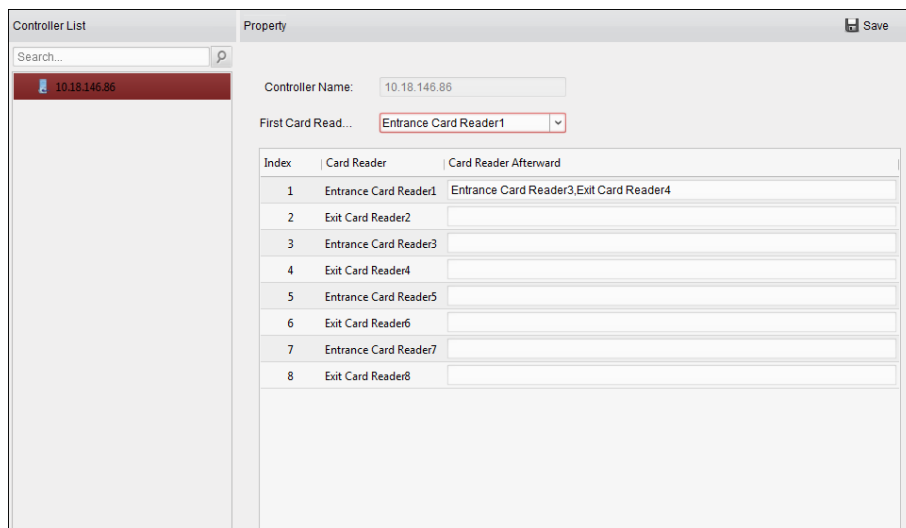 Controller List
Property
Save
Search...
10.18.146.86
Controller Name: 10.18.146.86
First Card Read... Entrance Card Reader1
Index Card Reader Card Reader Afterward
1 Entrance Card Reader1 Entrance Card Reader3,Exit Card Reader4
2 Exit Card Reader2
3 Entrance Card Reader3
4 Exit Card Reader4
5 Entrance Card Reader5
6 Exit Card Reader6
7 Entrance Card Reader7
8 Exit Card Reader8